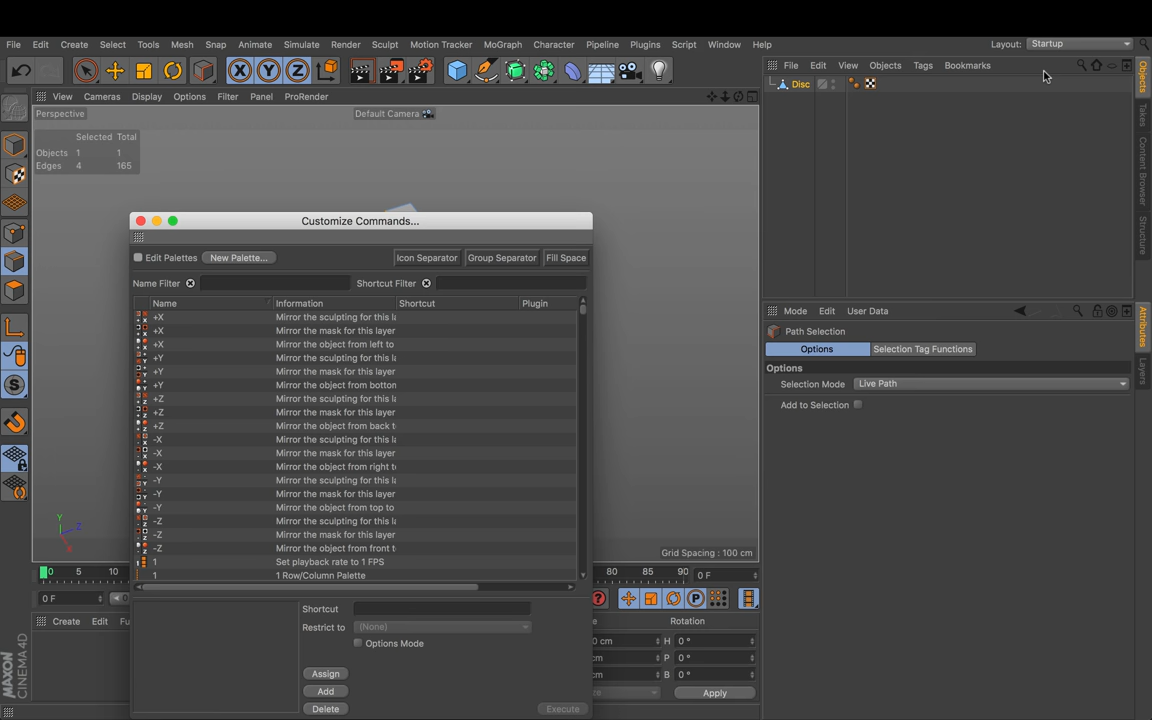 File Edit Create Select Tools Mesh Snap Animate Simulate Render Sculpt Motion Tracker MoGraph Character Pipeline Plugins Script Window Help Layout: Startup
File Edit View Objects Tags Bookmarks
Disc
Objects
Takes
Content Browser
Structure
View Cameras Display Options Filter Panel ProRender
Perspective Default Camera
Selected Total
Objects 1 1
Edges 4 165
Customize Commands...
Edit Palettes New Palette... Icon Separator Group Separator Fill Space
Name Filter Shortcut Filter
Name Information Shortcut Plugin
+X Mirror the sculpting for this
+X Mirror the mask for this layer
+X Mirror the object from left to
+Y Mirror the sculpting for this
+Y Mirror the mask for this layer
+Y Mirror the object from
+Z Mirror the sculpting for this
+Z Mirror the mask for this layer
+Z Mirror the object from back
-X Mirror the sculpting for this
-X Mirror the mask for this layer
-X Mirror the object from right
-Y Mirror the sculpting for this
-Y Mirror the mask for this layer
-Y Mirror the object from top to
-Z Mirror the sculpting for this
-Z Mirror the mask for this layer
-Z Mirror the object from front
1 Set playback rate to 1 FPS
1 1 Row/Column Palette
Shortcut
Restrict to (None)
Options Mode
Assign
Add
Delete Execute
Y
Z
X
Grid Spacing : 100 cm
0 5 10 80 85 90 0 F
0 F
Create Edit
Rotation
0 cm H 0 °
cm P 0 °
cm B 0 °
Apply
MAXON
CINEMA 4D
Mode Edit User Data
Path Selection
Options Selection Tag Functions
Options
Selection Mode Live Path
Add to Selection
Attributes
Layers